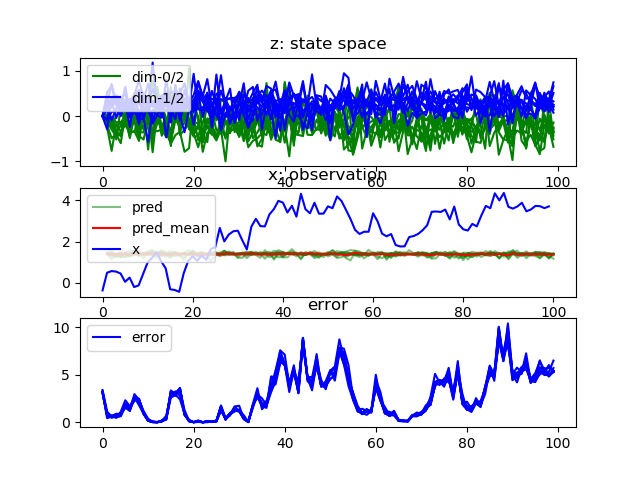 z: state space
1
0
−1
dim-0/2
dim-1/2
0 20 40 60 80 100
x: observation
4
2
0
pred
pred_mean
x
0 20 40 60 80 100
error
10
5
0
error
0 20 40 60 80 100